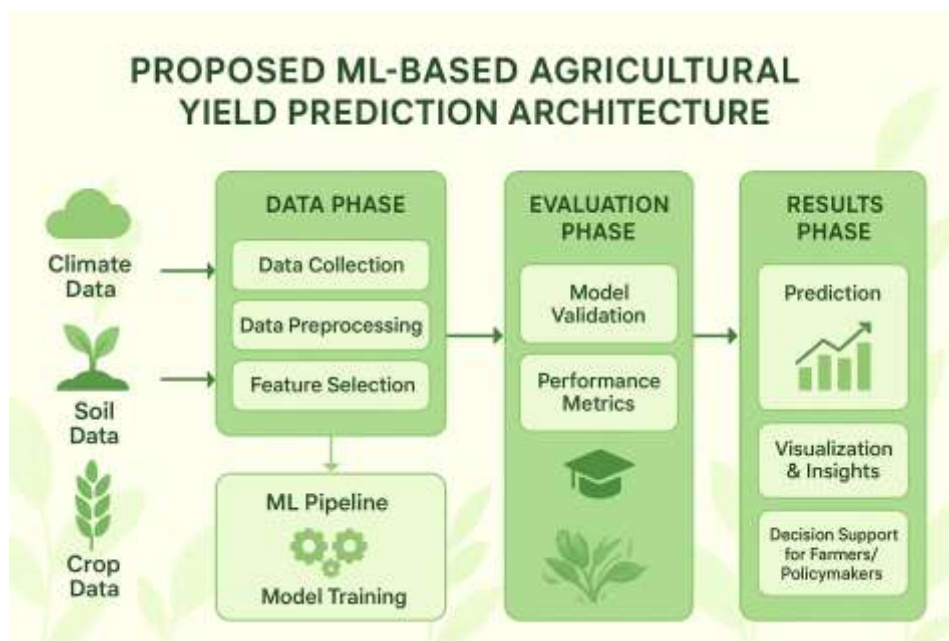 PROPOSED ML-BASED AGRICULTURAL
YIELD PREDICTION ARCHITECTURE
Climate
Data
Soil
Data
Crop
Data
DATA PHASE
Data Collection
Data Preprocessing
Feature Selection
ML Pipeline
Model Training
EVALUATION
PHASE
Model
Validation
Performance
Metrics
RESULTS
PHASE
Prediction
Visualization
& Insights
Decision Support
for Farmers/
Policymakers